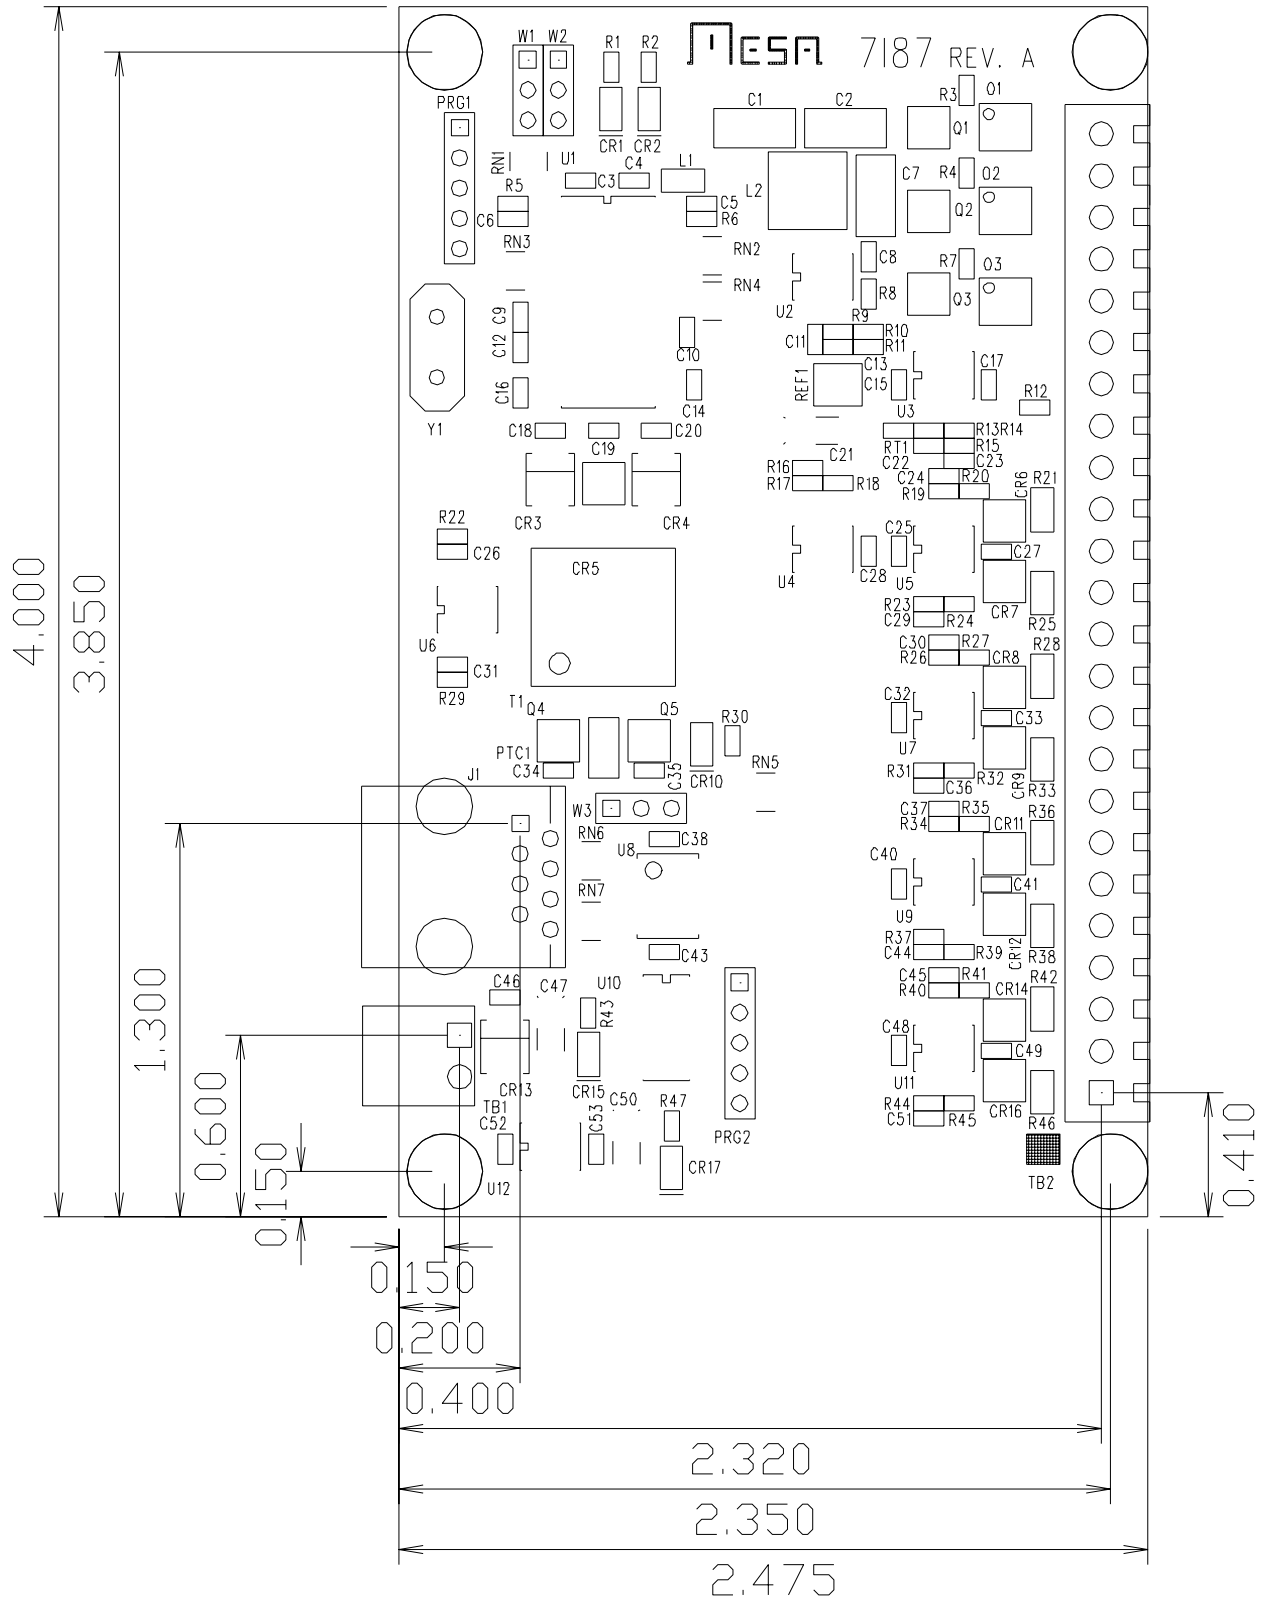 W1 W2 R1 R2 MESA 7I87 REV. A
R3 O1
PRG1 C1 C2
Q1
CR1 CR2
RN1 U1 C4 L1
C3 R4 O2
R5 L2 C7
C5 Q2
C6 R6
RN3 RN2
C8 R7 O3
RN4 R8 Q3
U2
C9 R9
R10
C12 C11 R11
C10 C13 C17
REF1 C15
C16 R12
C14 U3
Y1 C18 C20 R13R14
C19 RT1 R15
C21 C22 C23
R16 C24 R20 CR6 R21
R17 R18 R19
R22 CR3 CR4
C25
C26 C27
CR5 U4 C28 U5
R23 CR7
C29 R24 R25
U6 C30 R27 R28
R26 CR8
C31
R29 T1
Q4 Q5 R30 C32
C33
PTC1 RN5 U7
C34 C35 CR10 R31 R32
J1 C36 CR9 R33
W3 C37 R35 R36
RN6 R34 CR11
C38
U8 C40
RN7 C41
U9
R37
C43 C44 R39 CR12 R38
C46 C47 U10 C45 R41 R42
R43 R40 CR14
C48
C49
CR13 CR15 U11
TB1 C50 R47 R44 CR16
C52 C53 C51 R45 R46
PRG2
CR17
U12 TB2
4.000
3.850
1.300
0.600
0.150
0.410
0.150
0.200
0.400
2.320
2.350
2.475